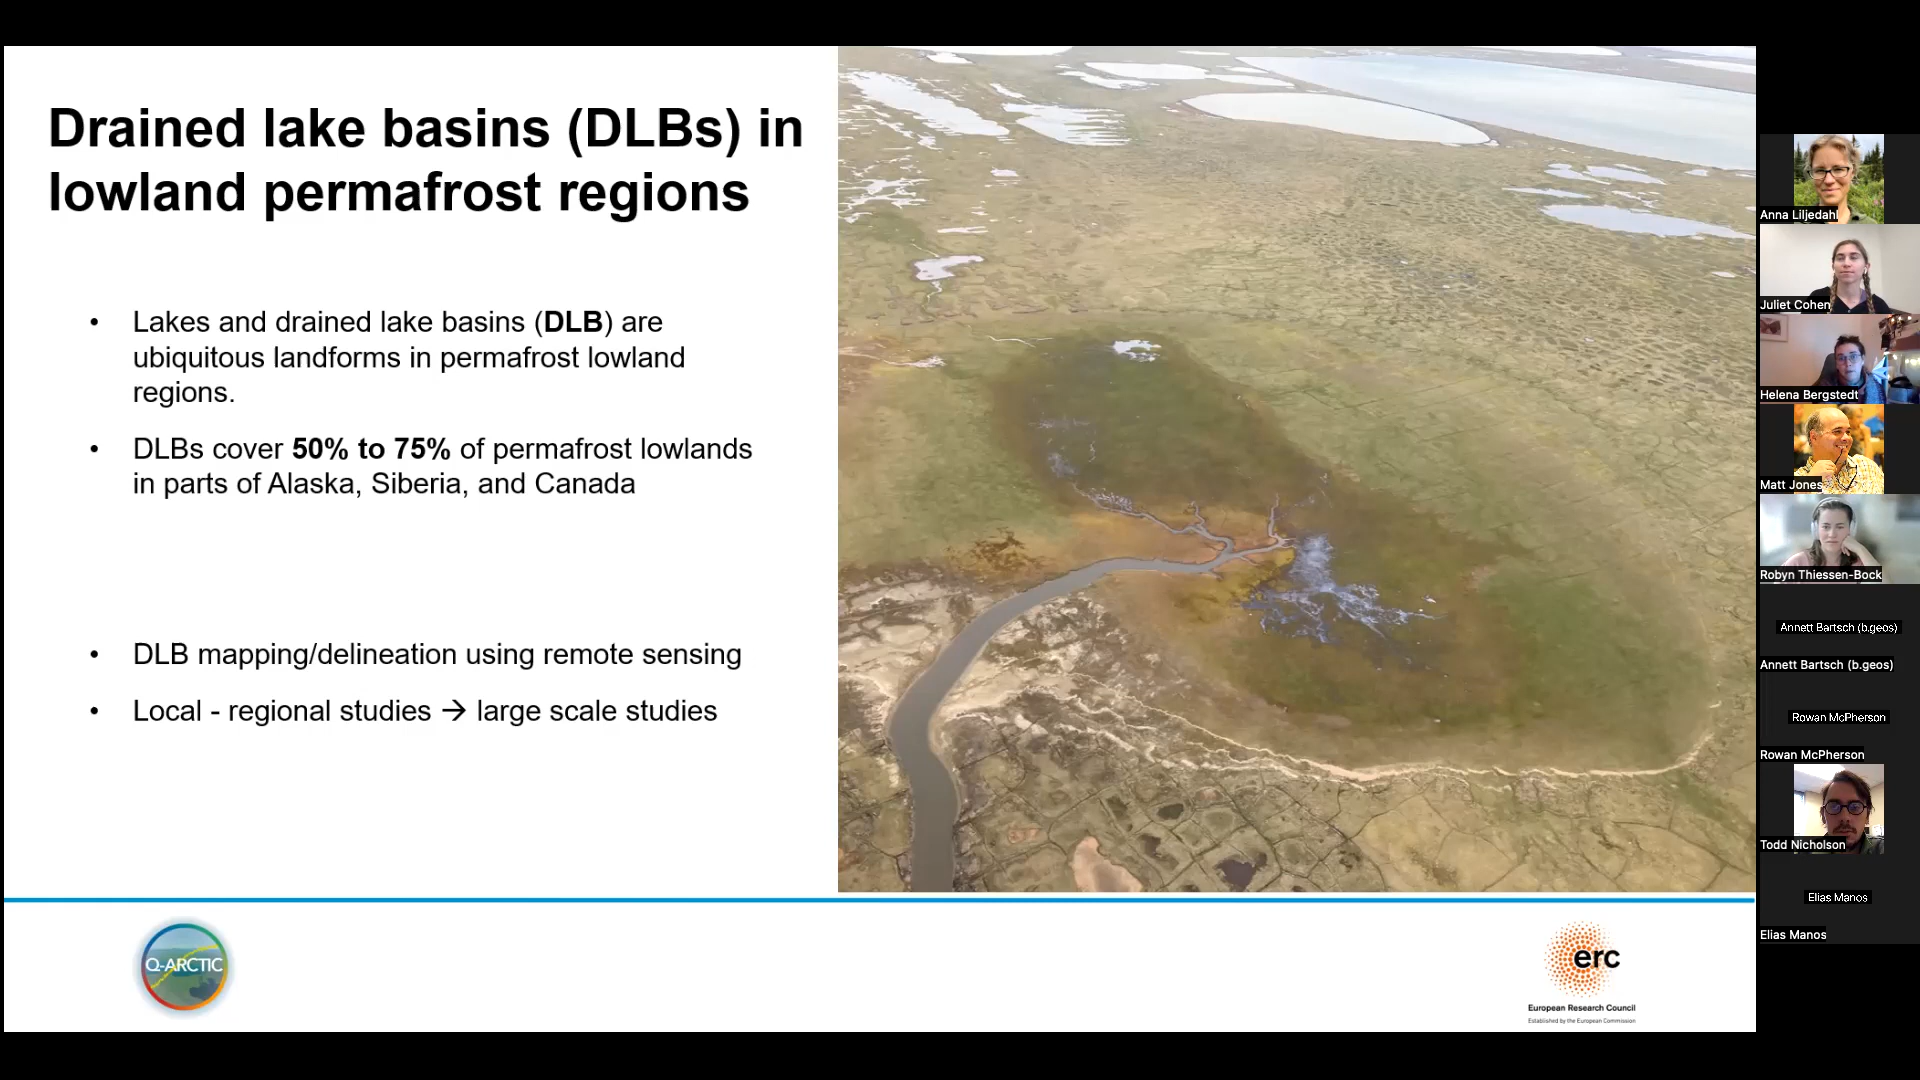 Drained lake basins (DLBs) in
lowland permafrost regions
• Lakes and drained lake basins (DLB) are
ubiquitous landforms in permafrost lowland
regions.
• DLBs cover 50% to 75% of permafrost lowlands
in parts of Alaska, Siberia, and Canada
• DLB mapping/delineation using remote sensing
• Local - regional studies → large scale studies
Q-ARCTIC
erc
European Research Council
Established by the European Commission
Anna Liljedahl
Juliet Cohen
Helena Bergstedt
Matt Jones
Robyn Thiessen-Bock
Annett Bartsch (b.geos)
Annett Bartsch (b.geos)
Rowan McPherson
Rowan McPherson
Todd Nicholson
Elias Manos
Elias Manos